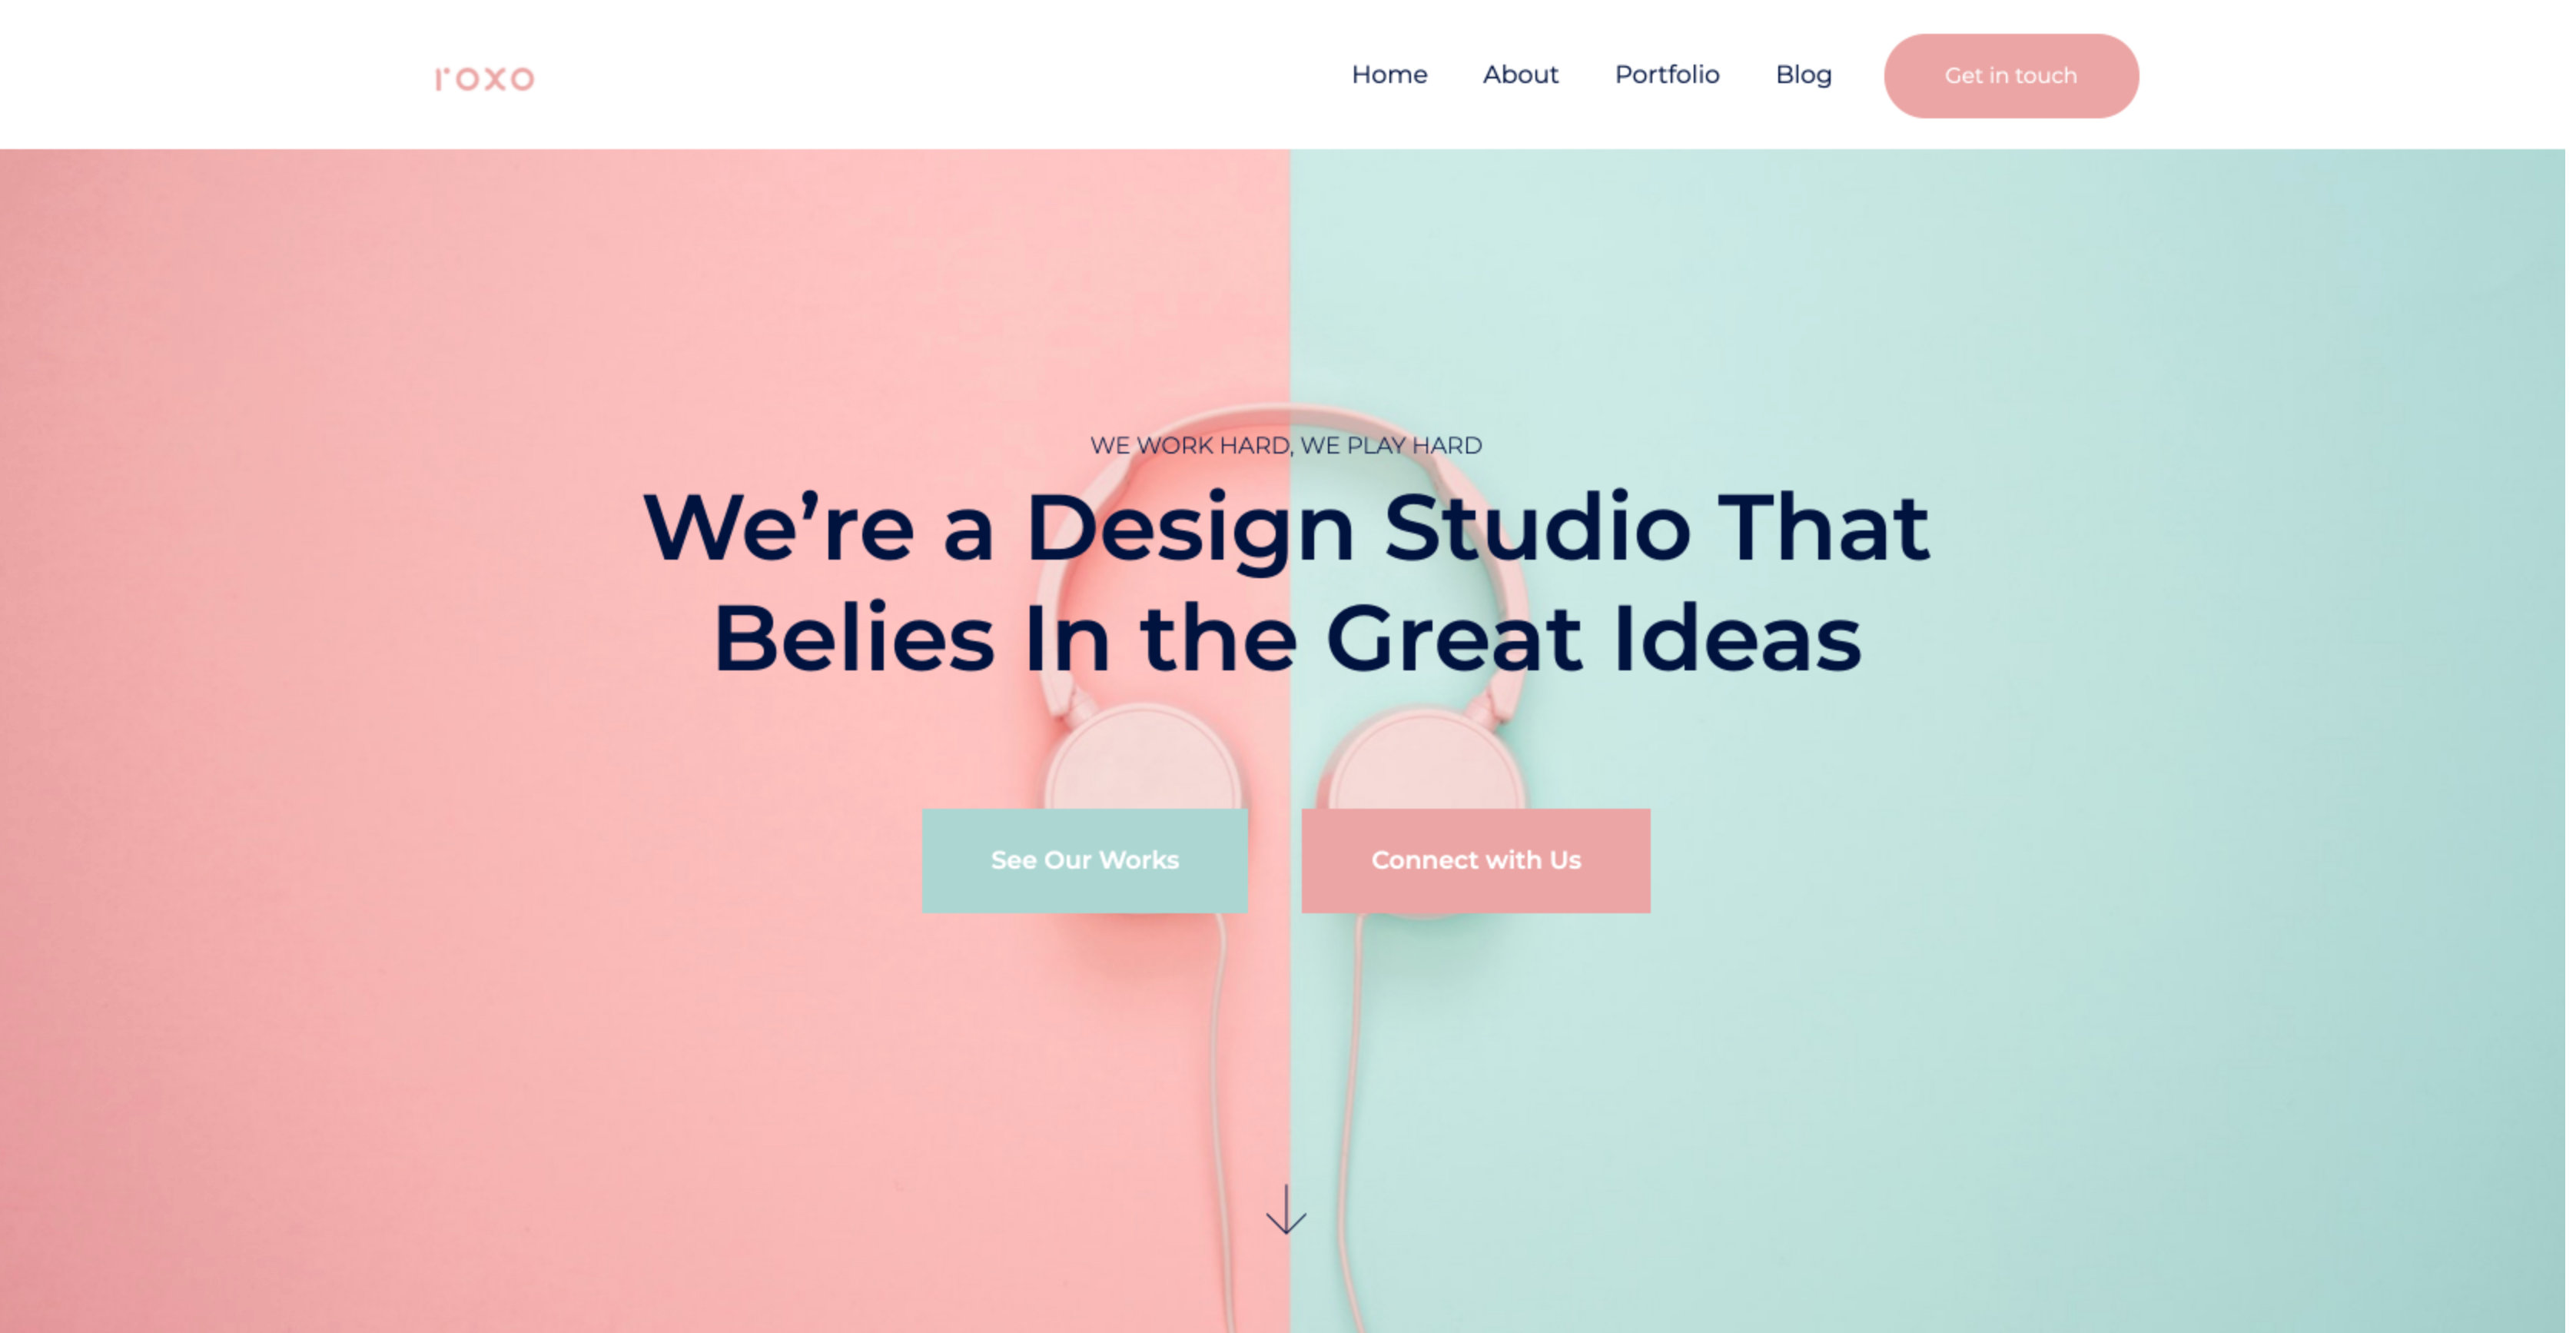 roxo
Home About Portfolio Blog Get in touch
WE WORK HARD, WE PLAY HARD
We’re a Design Studio That
Belies In the Great Ideas
See Our Works Connect with Us